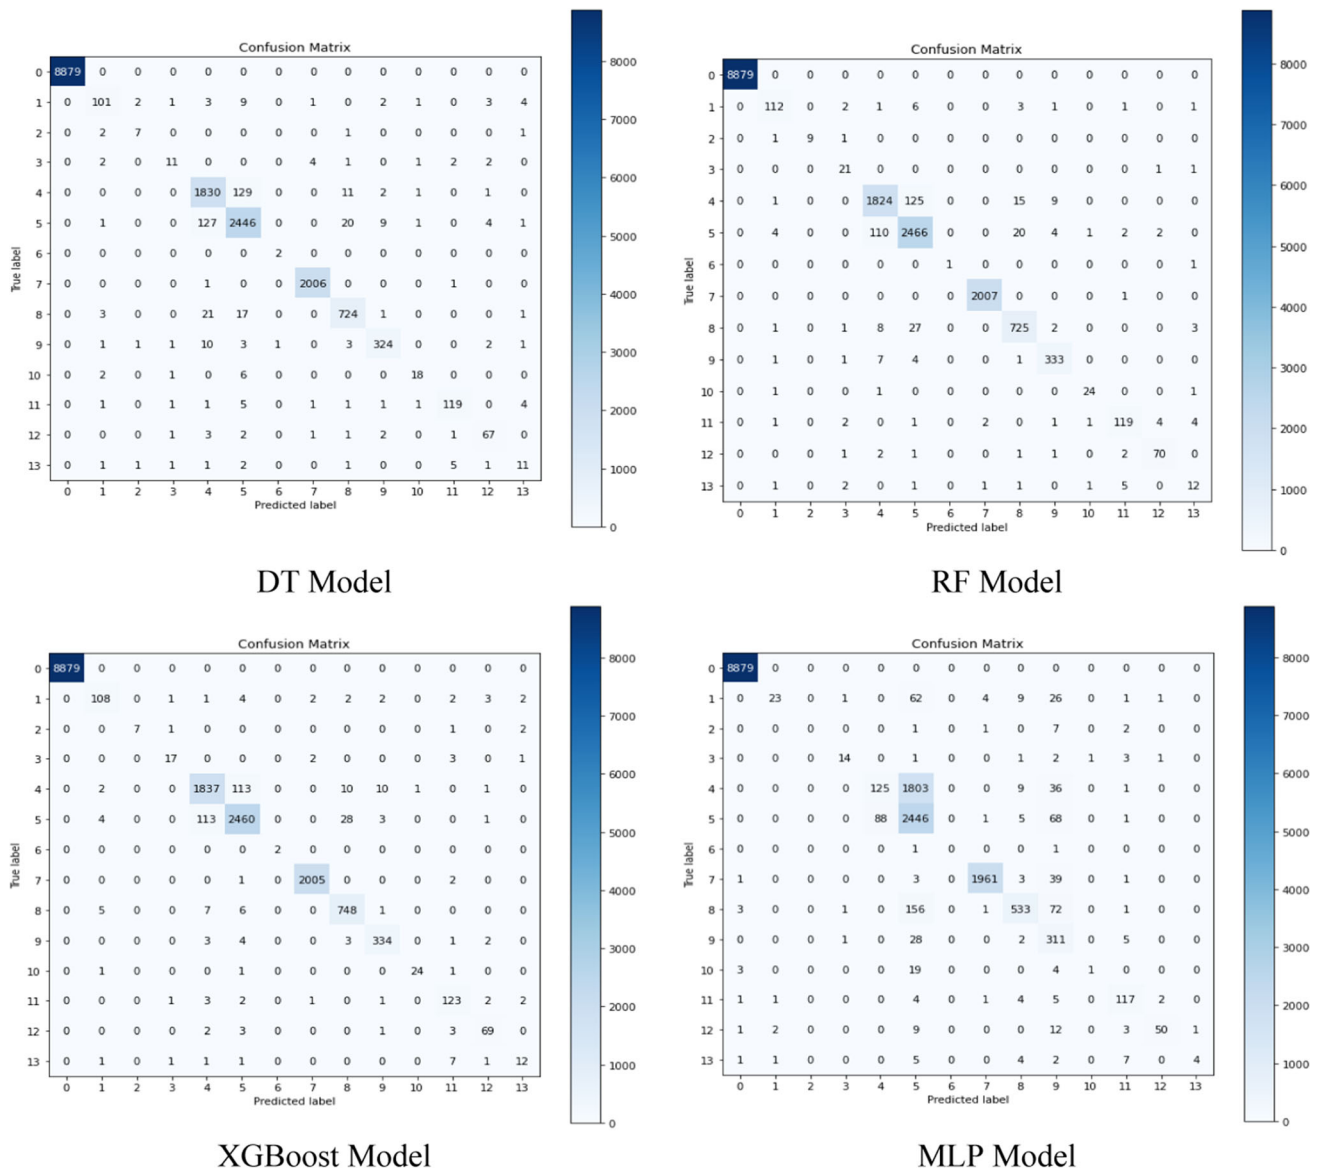 Confusion Matrix
True label
0 8879 0 0 0 0 0 0 0 0 0 0 0 0 0
1 0 101 2 1 3 9 0 1 0 2 1 0 3 4
2 0 2 7 0 0 0 0 0 1 0 0 0 0 1
3 0 2 0 11 0 0 0 4 1 0 1 2 2 0
4 0 0 0 0 1830 129 0 0 11 2 1 0 1 0
5 0 1 0 0 127 2446 0 0 20 9 1 0 4 1
6 0 0 0 0 0 0 2 0 0 0 0 0 0 0
7 0 0 0 0 1 0 0 2006 0 0 0 1 0 0
8 0 3 0 0 21 17 0 0 724 1 0 0 0 1
9 0 1 1 1 10 3 1 0 3 324 0 0 2 1
10 0 2 0 1 0 6 0 0 0 0 18 0 0 0
11 0 1 0 1 1 5 0 1 1 1 1 119 0 4
12 0 0 0 1 3 2 0 1 1 2 0 1 67 0
13 0 1 1 1 1 2 0 0 1 0 0 5 1 11
0 1 2 3 4 5 6 7 8 9 10 11 12 13
Predicted label
8000
7000
6000
5000
4000
3000
2000
1000
0
DT Model
Confusion Matrix
True label
0 8879 0 0 0 0 0 0 0 0 0 0 0 0 0
1 0 112 0 2 1 6 0 0 3 1 0 1 0 1
2 0 1 9 1 0 0 0 0 0 0 0 0 0 0
3 0 0 0 21 0 0 0 0 0 0 0 0 1 1
4 0 1 0 0 1824 125 0 0 15 9 0 0 0 0
5 0 4 0 0 110 2466 0 0 20 4 1 2 2 0
6 0 0 0 0 0 0 1 0 0 0 0 0 0 1
7 0 0 0 0 0 0 0 2007 0 0 0 1 0 0
8 0 1 0 1 8 27 0 0 725 2 0 0 0 3
9 0 1 0 1 7 4 0 0 1 333 0 0 0 0
10 0 1 0 0 1 0 0 0 0 0 24 0 0 1
11 0 1 0 2 0 1 0 2 0 1 1 119 4 4
12 0 0 0 1 2 1 0 0 1 1 0 2 70 0
13 0 1 0 2 0 1 0 1 1 0 1 5 0 12
0 1 2 3 4 5 6 7 8 9 10 11 12 13
Predicted label
8000
7000
6000
5000
4000
3000
2000
1000
0
RF Model
Confusion Matrix
True label
0 8879 0 0 0 0 0 0 0 0 0 0 0 0 0
1 0 108 0 1 1 4 0 2 2 2 0 2 3 2
2 0 0 7 1 0 0 0 0 0 0 0 1 0 2
3 0 0 0 17 0 0 0 2 0 0 0 3 0 1
4 0 2 0 0 1837 113 0 0 10 10 1 0 1 0
5 0 4 0 0 113 2460 0 0 28 3 0 0 1 0
6 0 0 0 0 0 0 2 0 0 0 0 0 0 0
7 0 0 0 0 0 1 0 2005 0 0 0 2 0 0
8 0 5 0 0 7 6 0 0 748 1 0 0 0 0
9 0 0 0 0 3 4 0 0 3 334 0 1 2 0
10 0 1 0 0 0 1 0 0 0 0 24 1 0 0
11 0 0 0 1 3 2 0 1 0 1 0 123 2 2
12 0 0 0 0 2 3 0 0 0 1 0 3 69 0
13 0 1 0 1 1 1 0 0 0 0 0 7 1 12
0 1 2 3 4 5 6 7 8 9 10 11 12 13
Predicted label
8000
7000
6000
5000
4000
3000
2000
1000
0
XGBoost Model
Confusion Matrix
True label
0 8879 0 0 0 0 0 0 0 0 0 0 0 0 0
1 0 23 0 1 0 62 0 4 9 26 0 1 1 0
2 0 0 0 0 0 1 0 1 0 7 0 2 0 0
3 0 0 0 14 0 1 0 0 1 2 1 3 1 0
4 0 0 0 0 125 1803 0 0 9 36 0 1 0 0
5 0 0 0 0 88 2446 0 1 5 68 0 1 0 0
6 0 0 0 0 0 1 0 0 0 1 0 0 0 0
7 1 0 0 0 0 3 0 1961 3 39 0 1 0 0
8 3 0 0 1 0 156 0 1 533 72 0 1 0 0
9 0 0 0 1 0 28 0 0 2 311 0 5 0 0
10 3 0 0 0 0 19 0 0 0 4 1 0 0 0
11 1 1 0 0 0 4 0 1 4 5 0 117 2 0
12 1 2 0 0 0 9 0 0 0 12 0 3 50 1
13 1 1 0 0 0 5 0 0 4 2 0 7 0 4
0 1 2 3 4 5 6 7 8 9 10 11 12 13
Predicted label
8000
7000
6000
5000
4000
3000
2000
1000
0
MLP Model